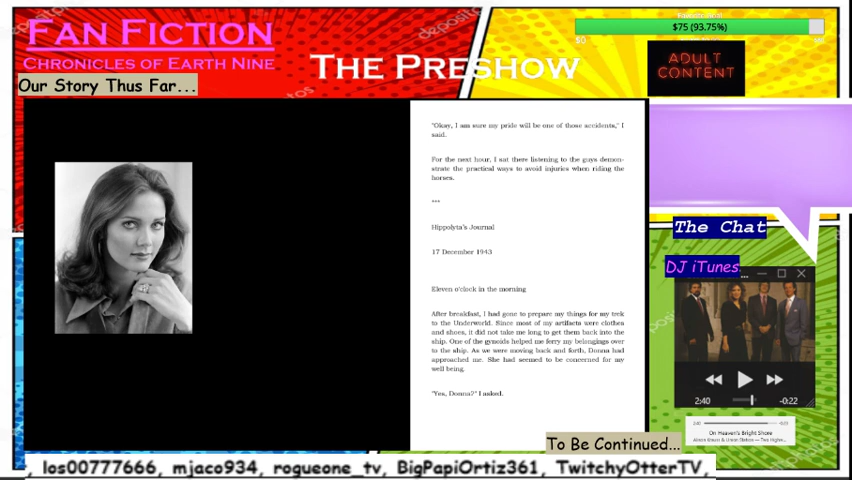 FAN FICTION
CHRONICLES OF EARTH NINE
Our Story Thus Far...
THE PRESHOW
$75 (93.75%)
$0
ADULT
CONTENT
"Okay, I am sure my pride will be one of those accidents," I
said.
For the next hour, I sat there listening to the guys demon-
strate the practical ways to avoid injuries when riding the
horses.
***
Hippolyta's Journal
17 December 1943
Eleven o'clock in the morning
After breakfast, I had gone to prepare my things for my trek
to the Underworld. Since most of my artifacts were clothes
and shoes, it did not take me long to get them back into the
ship. One of the gynoids helped me ferry my belongings over
to the ship. As we were moving back and forth, Donna had
approached me. She had seemed to be concerned for my
well being.
"Yes, Donna?" I asked.
The Chat
DJ iTunes
2:40
-0:22
On Heaven's Bright Shore
Alison Krauss & Union Station —
To Be Continued...
, los00777666, mjaco934, rogueone_tv, BigPapiOrtiz361, TwitchyOtterTV,